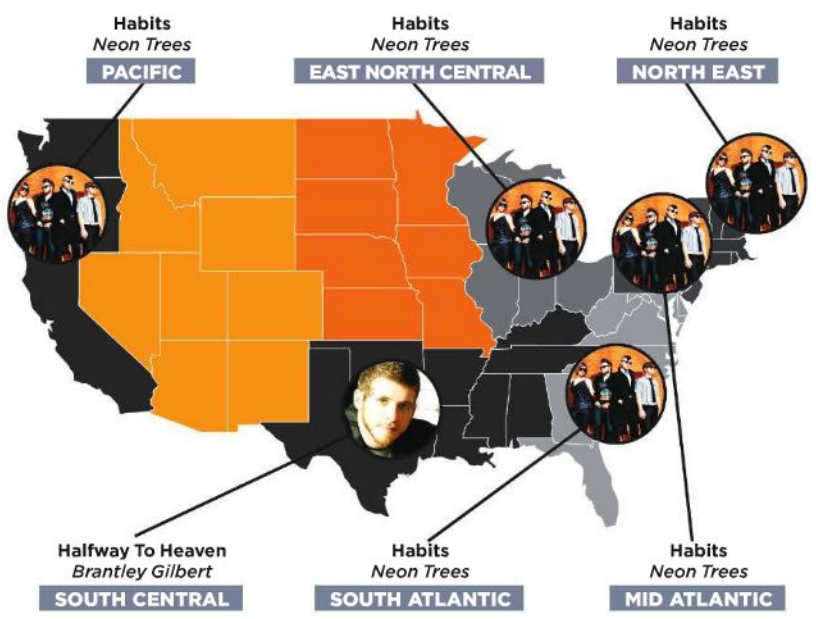 Habits
Neon Trees
PACIFIC
Habits
Neon Trees
EAST NORTH CENTRAL
Habits
Neon Trees
NORTH EAST
Halfway To Heaven
Brantley Gilbert
SOUTH CENTRAL
Habits
Neon Trees
SOUTH ATLANTIC
Habits
Neon Trees
MID ATLANTIC